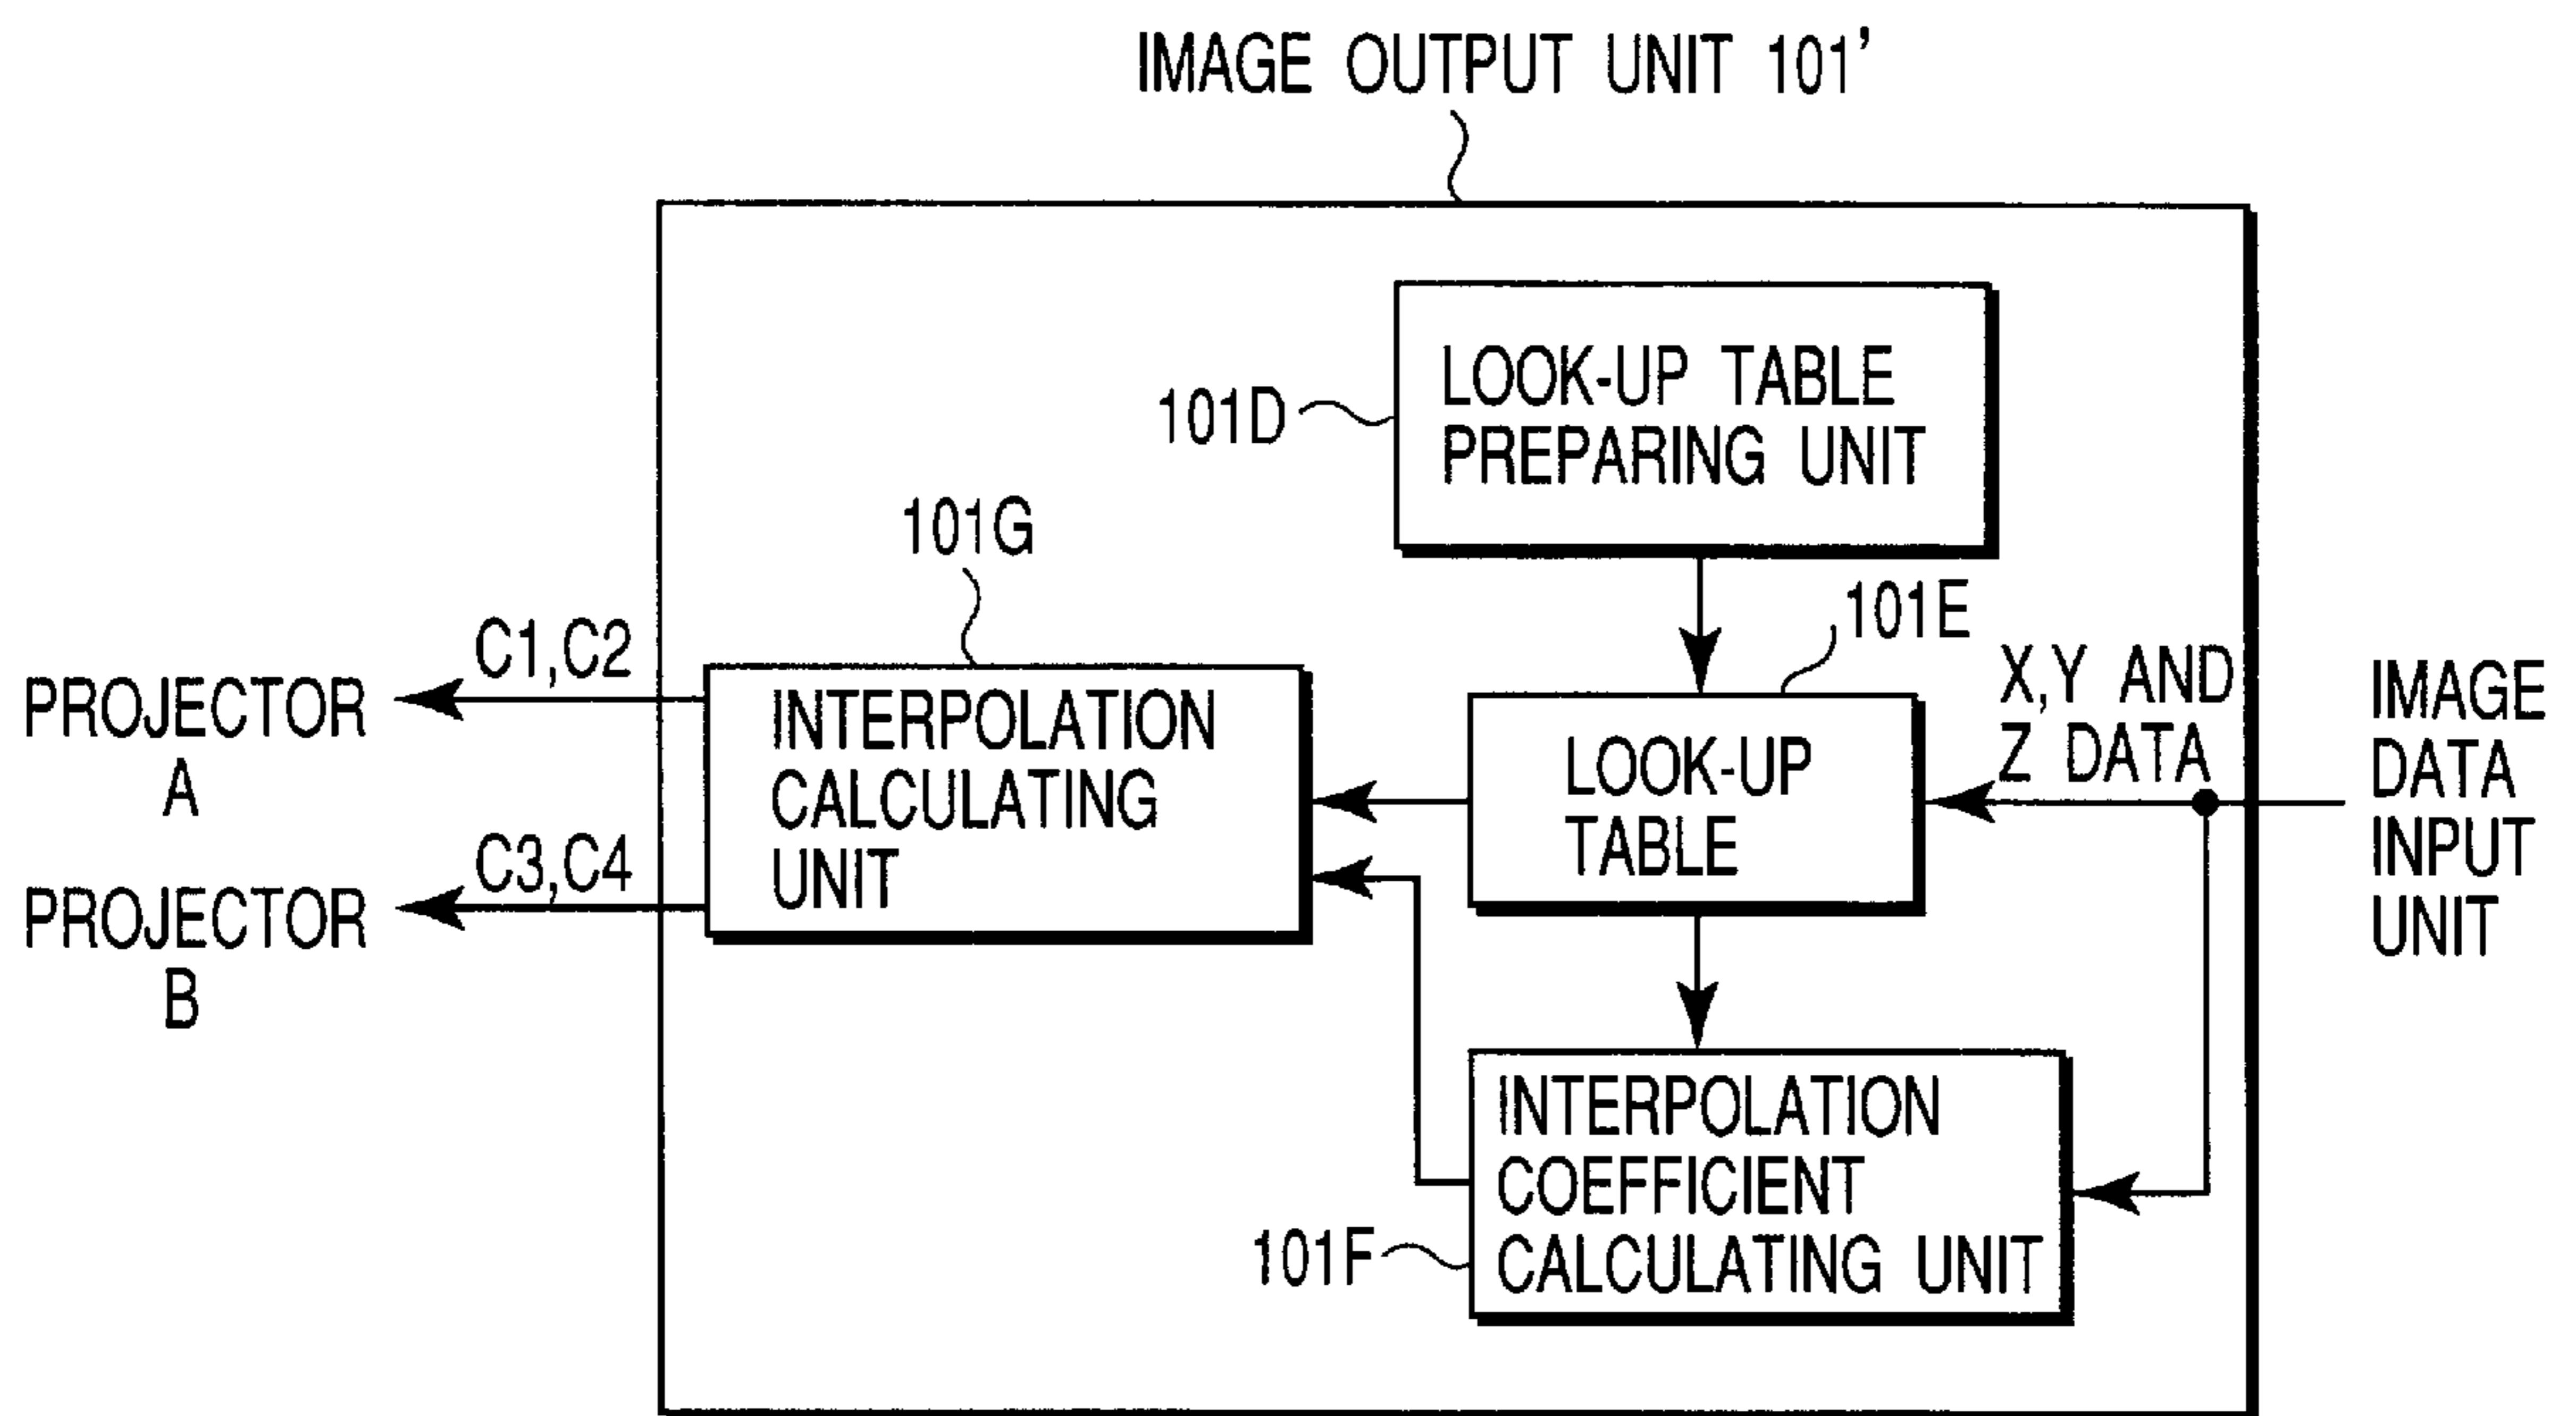 IMAGE OUTPUT UNIT 101'
101D
LOOK-UP TABLE
PREPARING UNIT
101G
101E
C1,C2
PROJECTOR
A
INTERPOLATION
CALCULATING
UNIT
LOOK-UP
TABLE
X,Y AND
Z DATA
IMAGE
DATA
INPUT
UNIT
C3,C4
PROJECTOR
B
INTERPOLATION
COEFFICIENT
CALCULATING UNIT
101F